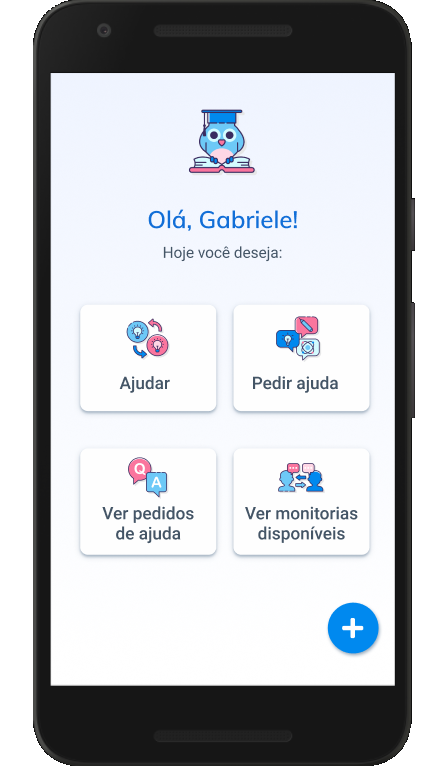 Olá, Gabriele!
Hoje você deseja:
Ajudar
Pedir ajuda
Q
A
Ver pedidos
de ajuda
Ver monitorias
disponíveis